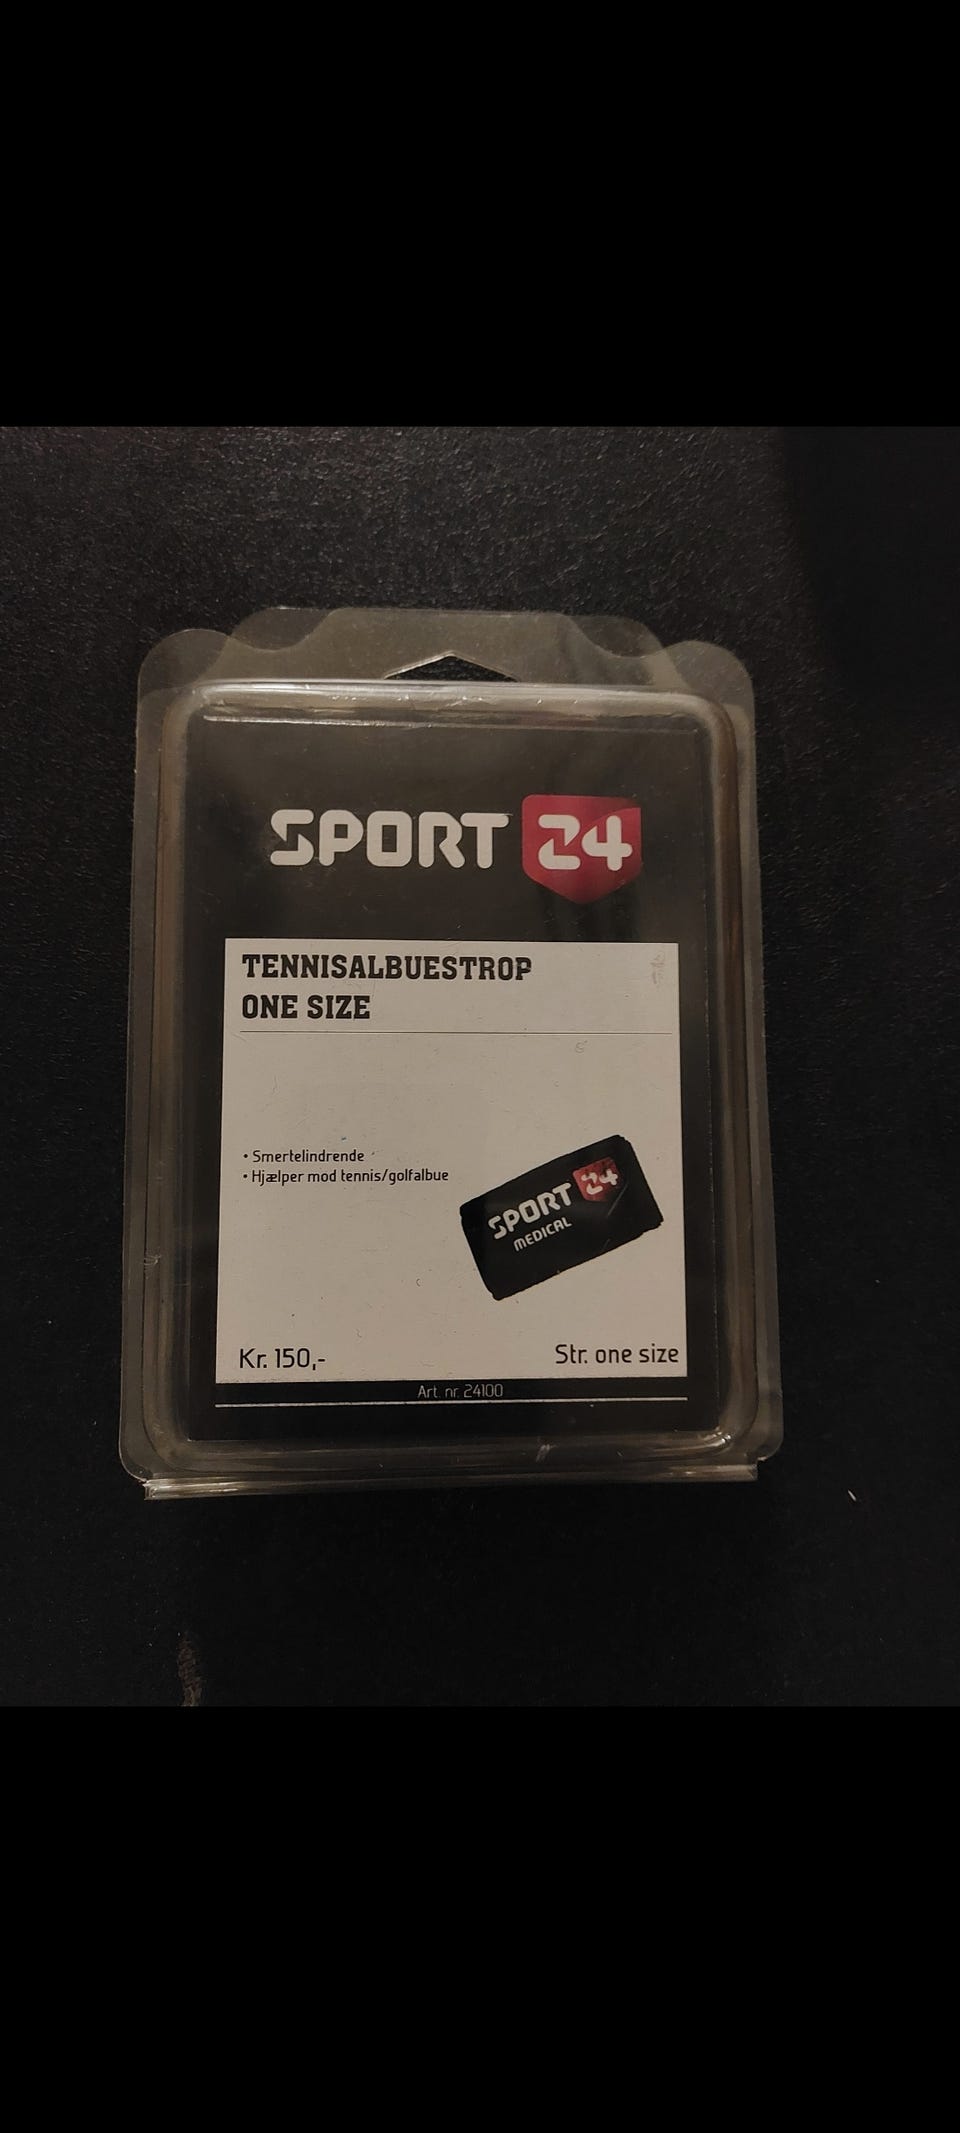 SPORT 24
TENNISALBUESTROP
ONE SIZE
• Smertelindrende
• Hjælper mod tennis/golfalbue
SPORT 24
MEDICAL
Kr. 150,-
Str. one size
Art. nr. 24100